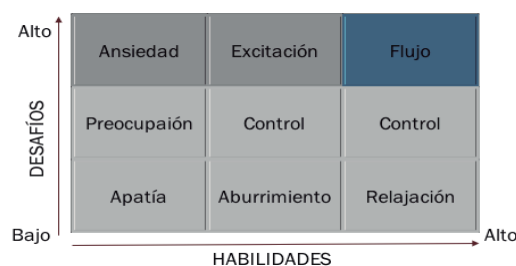 Alto
Ansiedad Excitación Flujo
DESAFÍOS
Preocupaión Control Control
Apatía Aburrimiento Relajación
Bajo Alto
HABILIDADES